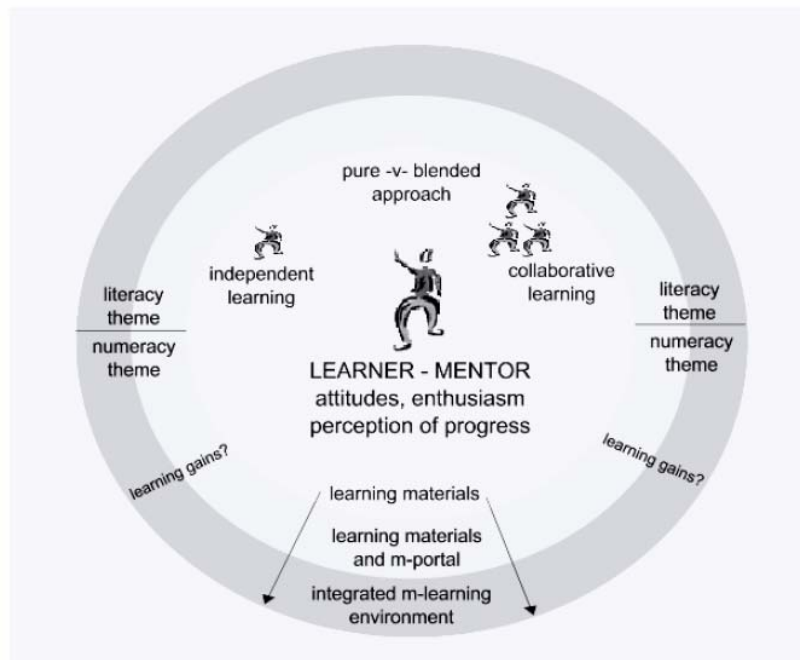 pure -v- blended
approach
independent
learning
collaborative
learning
literacy
theme
numeracy
theme
literacy
theme
numeracy
theme
LEARNER - MENTOR
attitudes, enthusiasm
perception of progress
learning gains?
learning gains?
learning materials
learning materials
and m-portal
integrated m-learning
environment